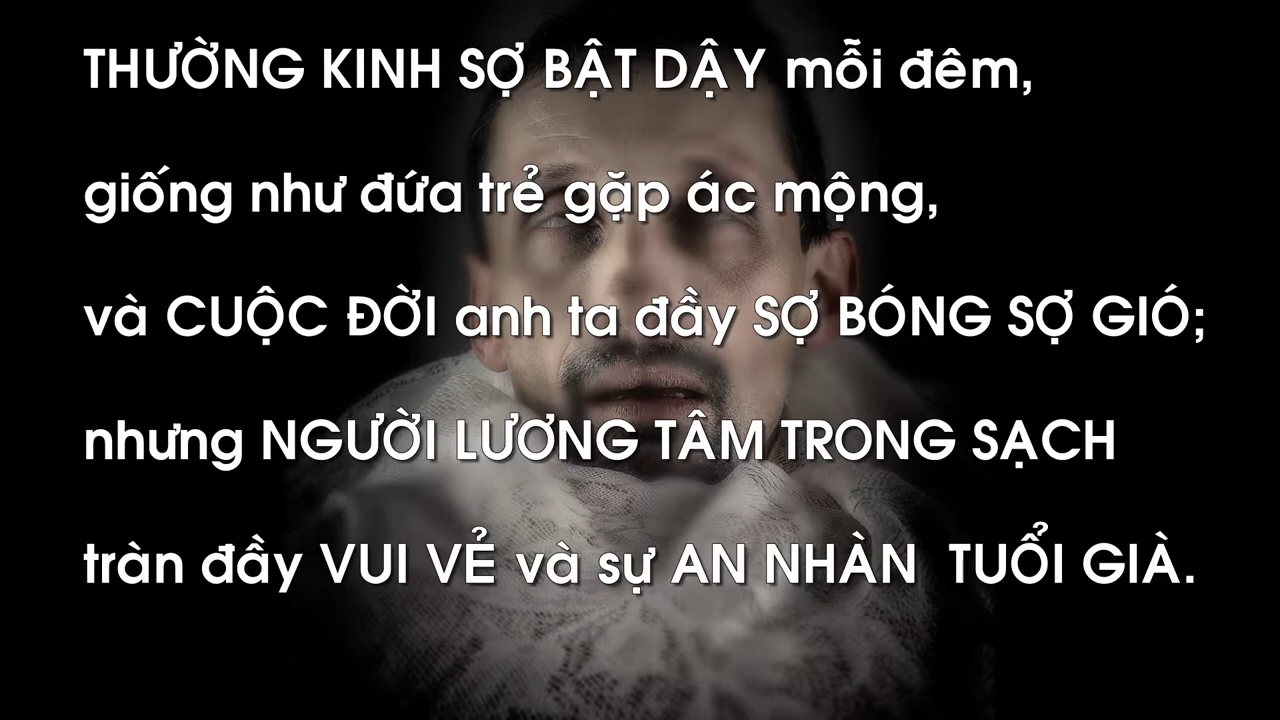 THƯỜNG KINH SỢ BẬT DẬY mỗi đêm,
giống như đứa trẻ gặp ác mộng,
và CUỘC ĐỜI anh ta đầy SỢ BÓNG SỢ GIÓ;
nhưng NGƯỜI LƯƠNG TÂM TRONG SẠCH
tràn đầy VUI VẺ và sự AN NHÀN TUỔI GIÀ.